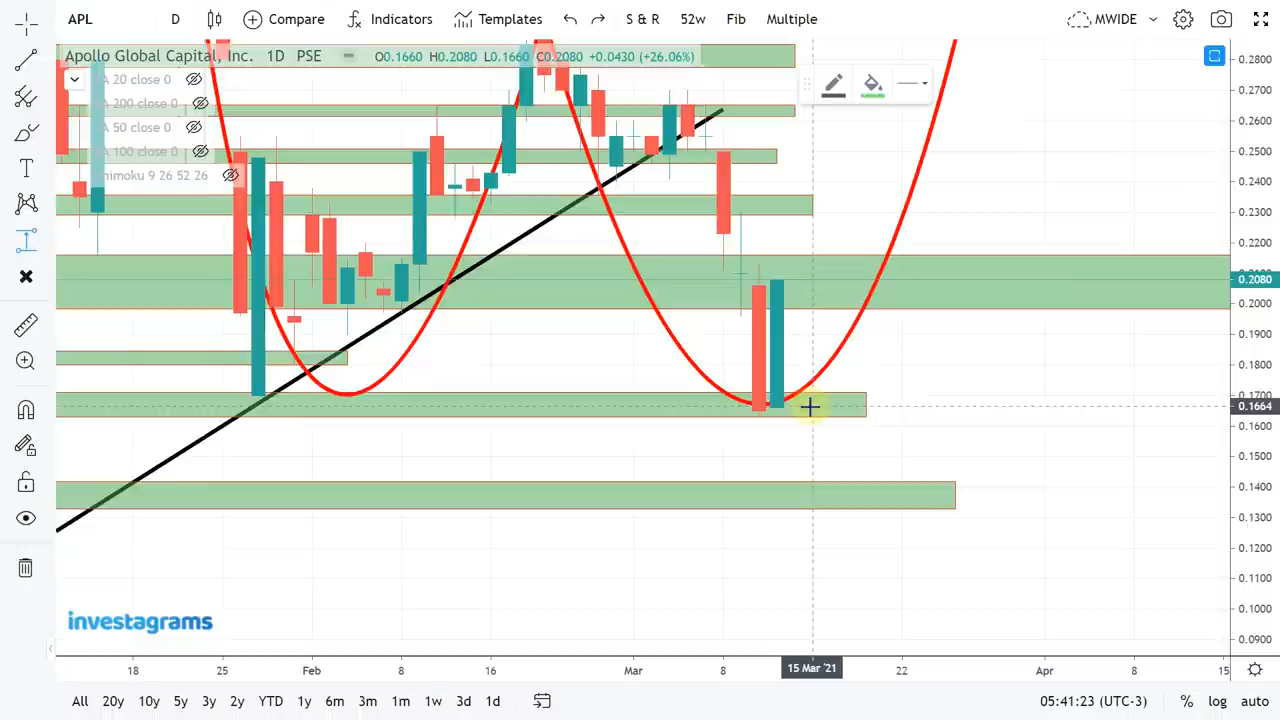 APL D Compare Indicators Templates S & R 52w Fib Multiple MWIDE
Apollo Global Capital, Inc. 1D PSE O0.1660 H0.2080 L0.1660 C0.2080 +0.0430 (+26.06%)
A 20 close 0
A 200 close 0
A 50 close 0
A 100 close 0
himoku 9 26 52 26
0.2800
0.2700
0.2600
0.2500
0.2400
0.2300
0.2200
0.2080
0.2000
0.1900
0.1800
0.1700
0.1664
0.1600
0.1500
0.1400
0.1300
0.1200
0.1100
0.1000
0.0900
investagrams
18 25 Feb 8 16 Mar 8 15 Mar '21 22 Apr 8 15
All 20y 10y 5y 3y 2y YTD 1y 6m 3m 1m 1w 3d 1d 05:41:23 (UTC-3) % log auto